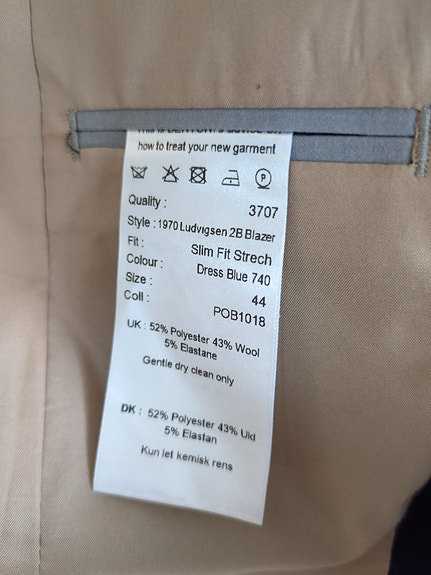 how to treat your new garment
P
Quality : 3707
Style : 1970 Ludvigsen 2B Blazer
Fit : Slim Fit Strech
Colour : Dress Blue 740
Size : 44
Coll : POB1018
UK : 52% Polyester 43% Wool
5% Elastane
Gentle dry clean only
DK : 52% Polyester 43% Uld
5% Elastan
Kun let kemisk rens